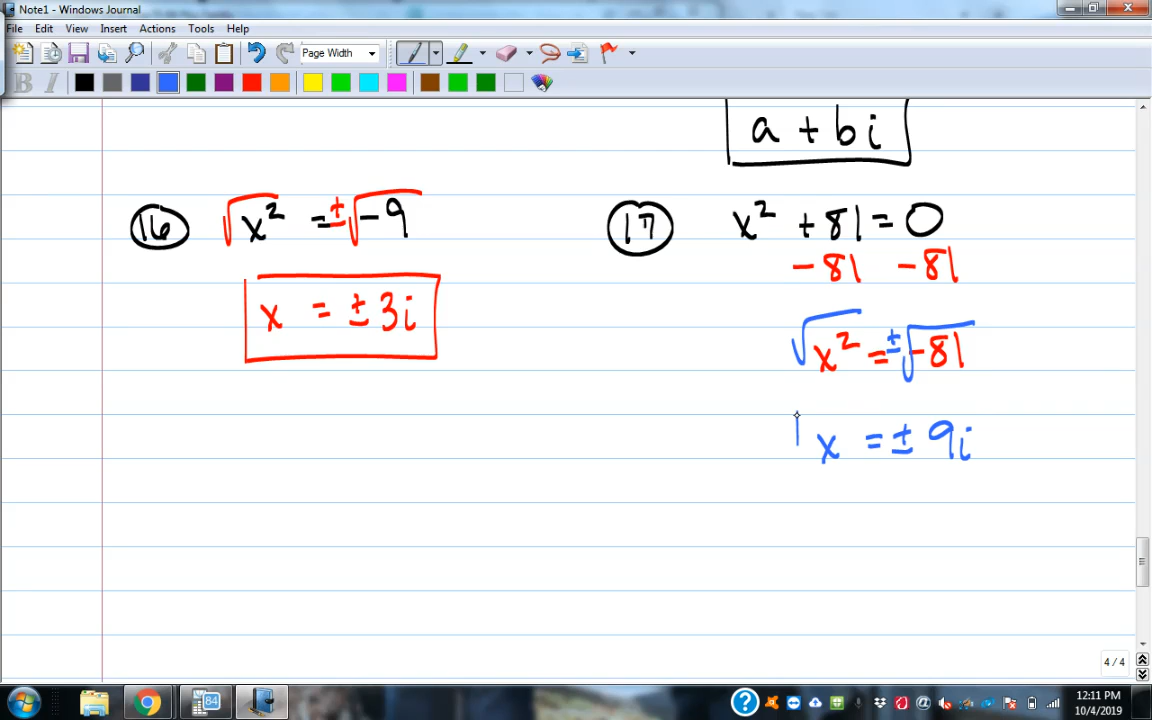 Note1 - Windows Journal
File Edit View Insert Actions Tools Help
Page Width
B I
a + bi
16 √x² = ±√-9
x = ±3i
17 x² + 81 = 0
- 81 - 81
√x² = ±√-81
x = ± 9i
4 / 4
84
12:11 PM
10/4/2019